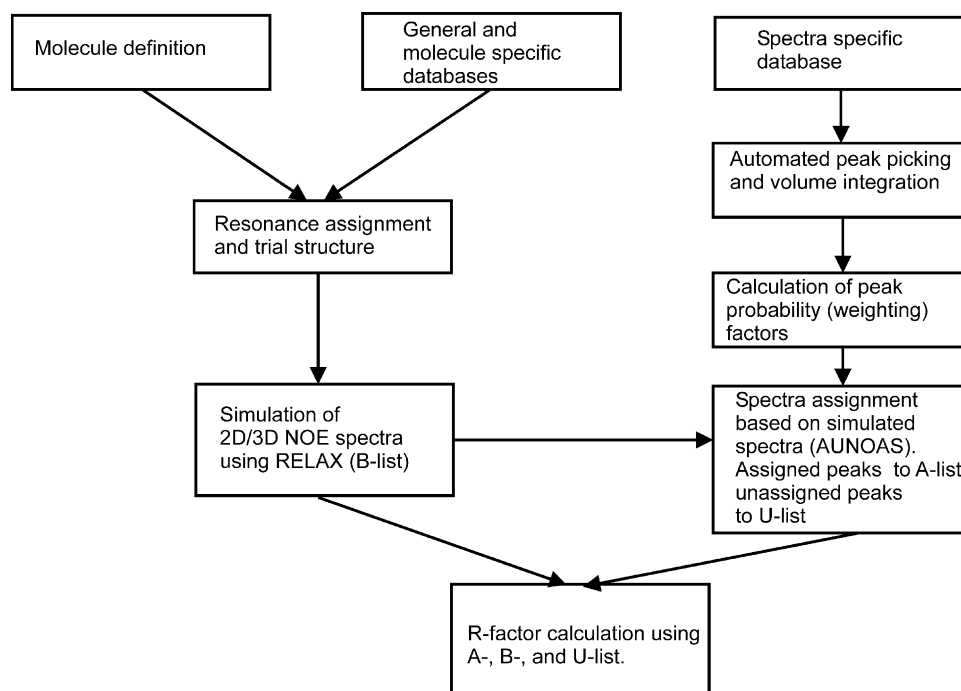 Molecule definition
General and
molecule specific
databases
Spectra specific
database
Automated peak picking
and volume integration
Resonance assignment
and trial structure
Calculation of peak
probability (weighting)
factors
Simulation of
2D/3D NOE spectra
using RELAX (B-list)
Spectra assignment
based on simulated
spectra (AUNOAS).
Assigned peaks to A-list
unassigned peaks
to U-list
R-factor calculation using
A-, B-, and U-list.